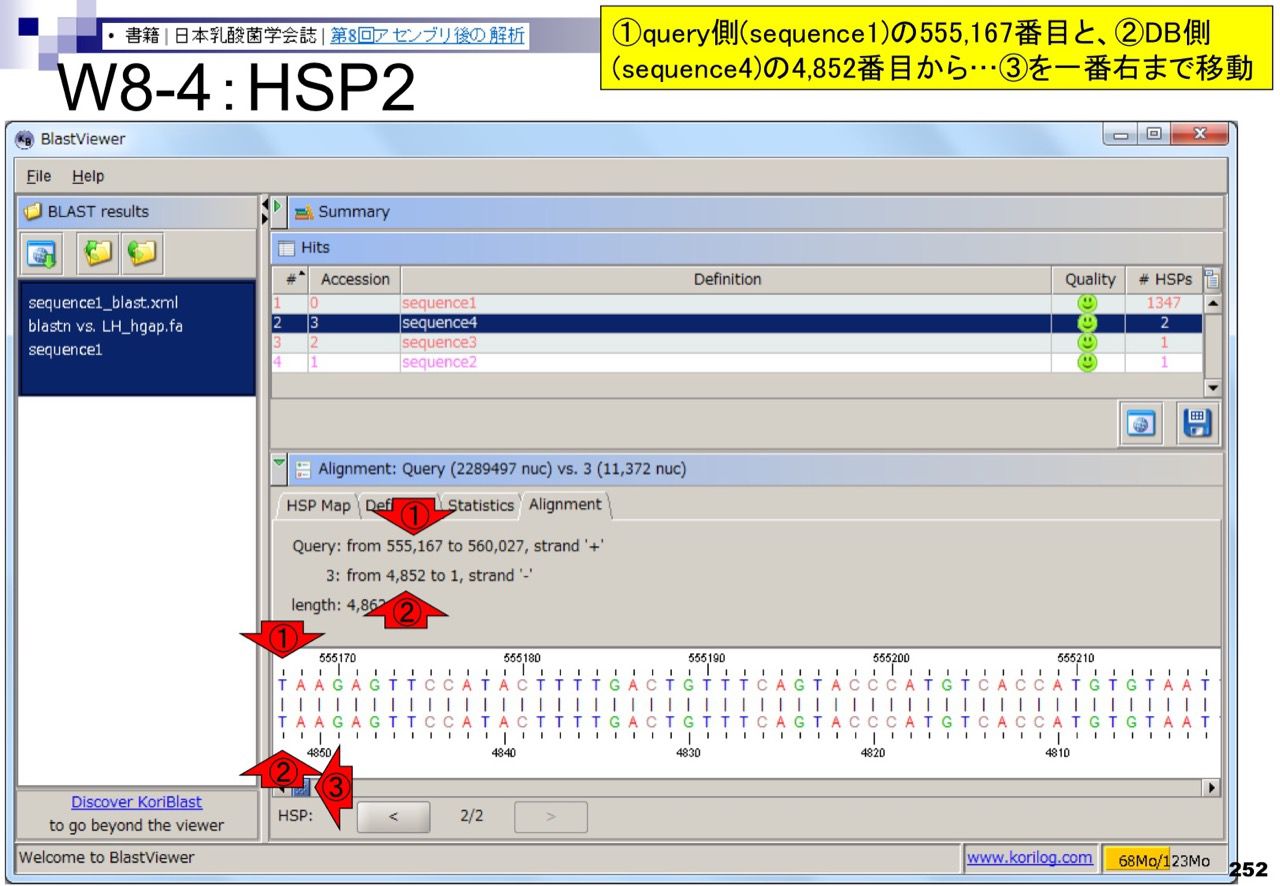 • 書籍 | 日本乳酸菌学会誌 | 第8回アセンブリ後の解析
W8-4：HSP2
①query側(sequence1)の555,167番目と、②DB側
(sequence4)の4,852番目から…③を一番右まで移動
BlastViewer
File Help
BLAST results
sequence1_blast.xml
blastn vs. LH_hgap.fa
sequence1
Summary
Hits
# Accession Definition Quality # HSPs
1 0 sequence1 1347
2 3 sequence4 2
3 2 sequence3 1
4 1 sequence2 1
Alignment: Query (2289497 nuc) vs. 3 (11,372 nuc)
HSP Map Statistics Alignment
①
Query: from 555,167 to 560,027, strand '+'
3: from 4,852 to 1, strand '-'
length: 4,862
②
①
555170 555180 555190 555200 555210
TAAGAGTTCCATACTTTTGACTGTTTCAGTACCCATGTCACCATGTGTAAT
TAAGAGTTCCATACTTTTGACTGTTTCAGTACCCATGTCACCATGTGTAAT
4850 4840 4830 4820 4810
②
③
HSP: < 2/2 >
Discover KoriBlast
to go beyond the viewer
Welcome to BlastViewer
www.korilog.com
68Mo/123Mo
252